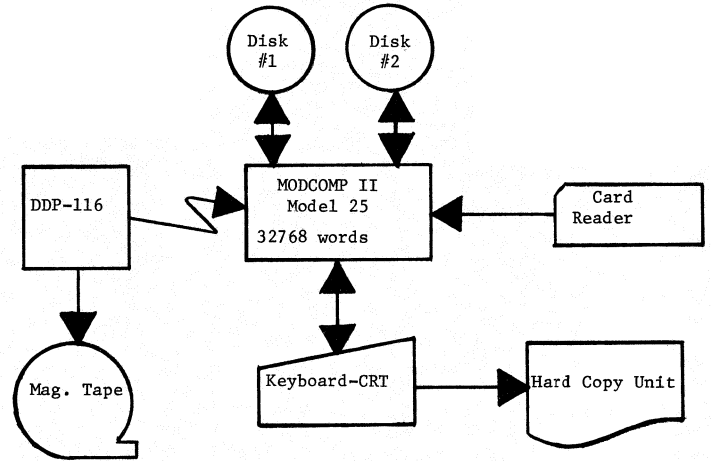 Disk
#1
Disk
#2
MODCOMP II
Model 25
32768 words
DDP-116
Card
Reader
Mag. Tape
Keyboard-CRT
Hard Copy Unit